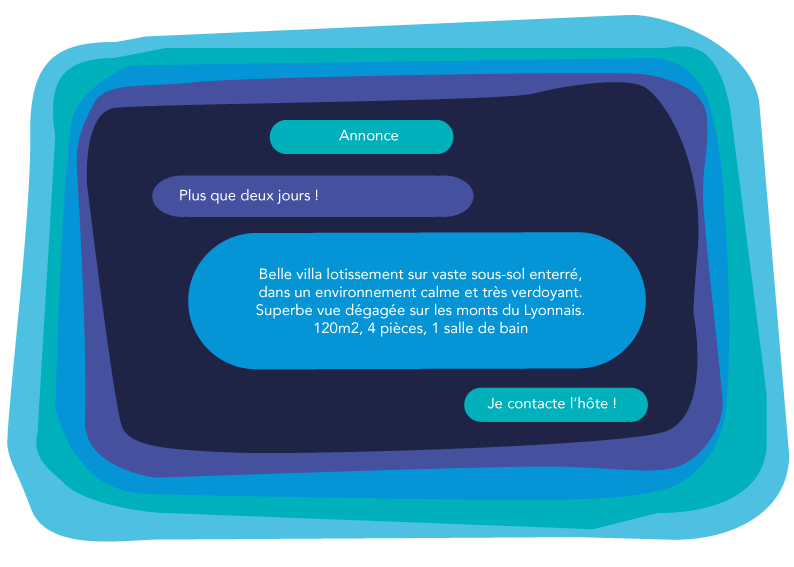 Annonce
Plus que deux jours !
Belle villa lotissement sur vaste sous-sol enterré,
dans un environnement calme et très verdoyant.
Superbe vue dégagée sur les monts du Lyonnais.
120m2, 4 pièces, 1 salle de bain
Je contacte l'hôte !